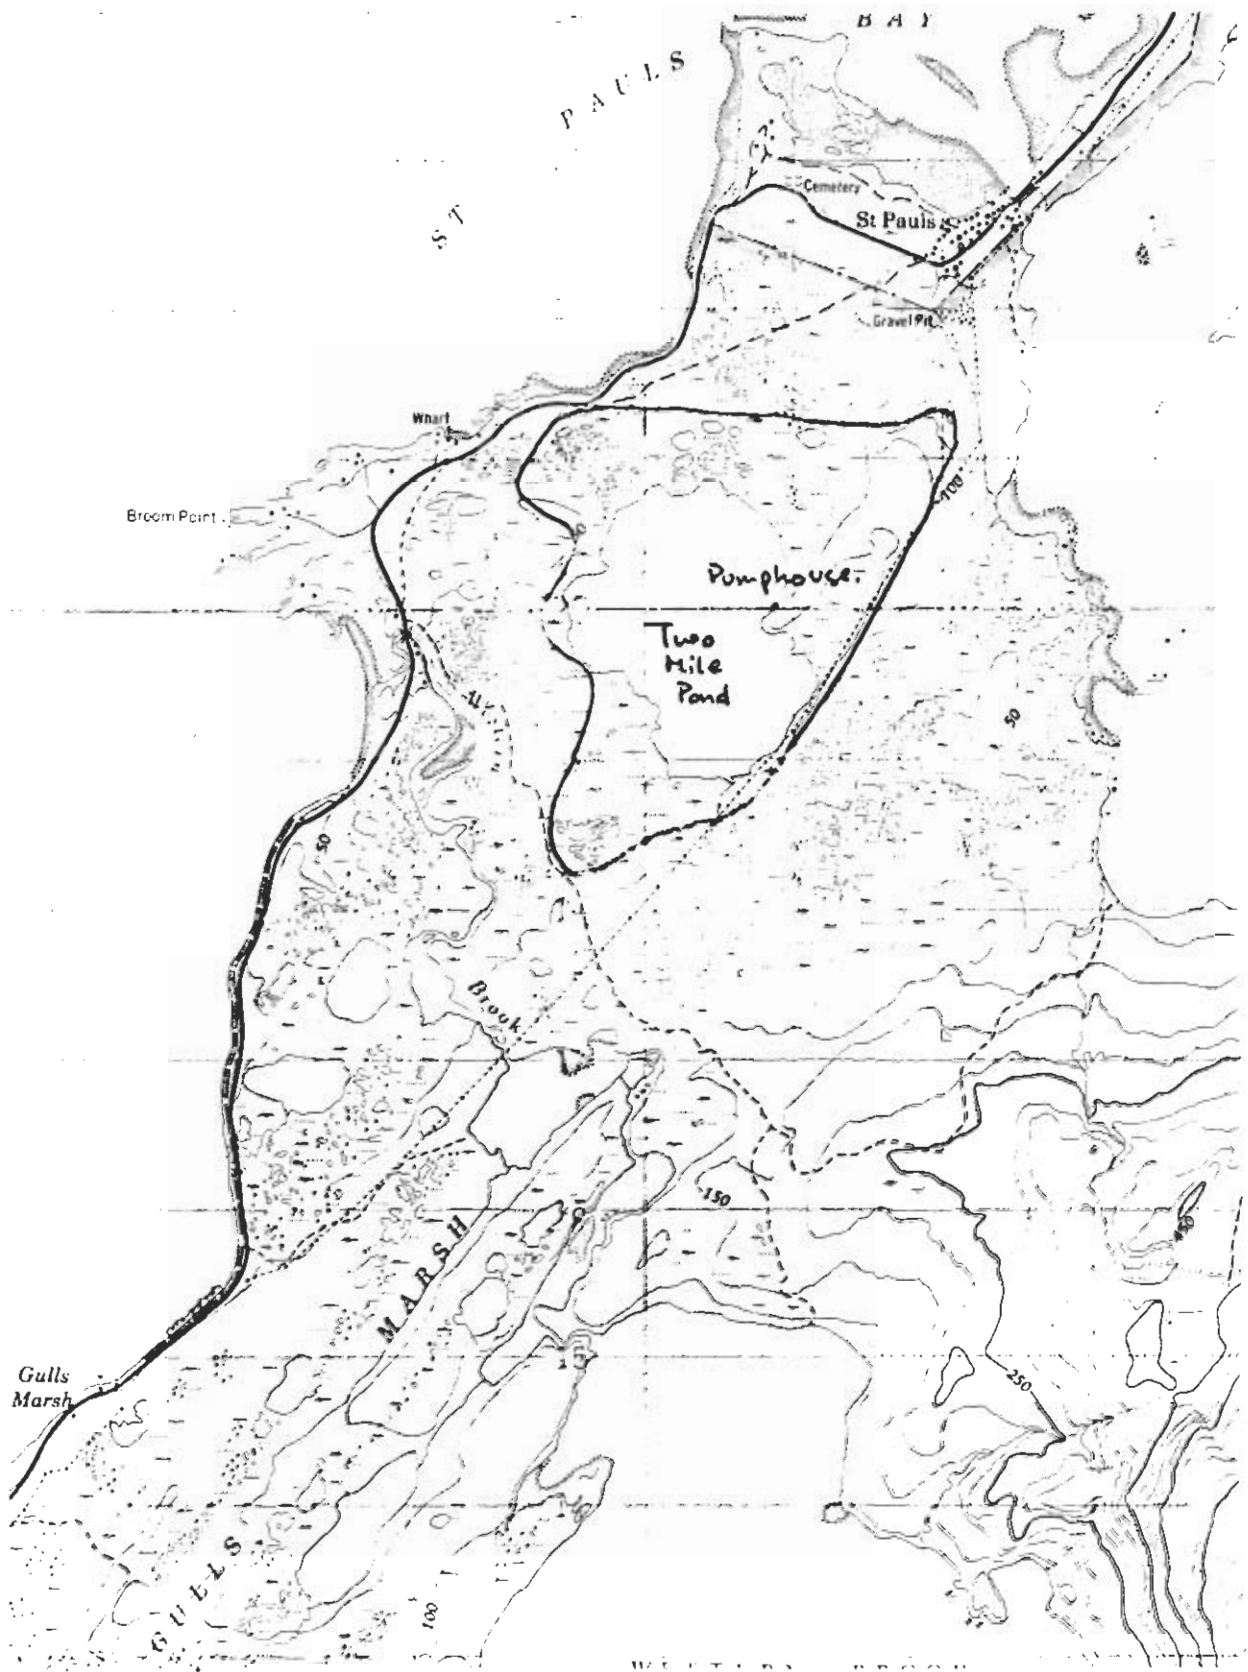 BAY
PAULS
ST
Cemetery
St Pauls
Gravel Pit
Wharf
Broom Point
100
Pumphouse.
Two
Mile
Pond
50
50
Brook
150
MARSH
Gulls
Marsh
250
GULLS
100